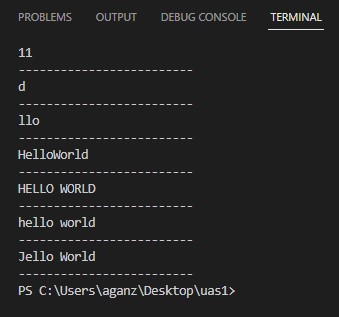 PROBLEMS OUTPUT DEBUG CONSOLE TERMINAL
11
-------------------------
d
-------------------------
llo
-------------------------
HelloWorld
-------------------------
HELLO WORLD
-------------------------
hello world
-------------------------
Jello World
-------------------------
PS C:\Users\aganz\Desktop\uas1>